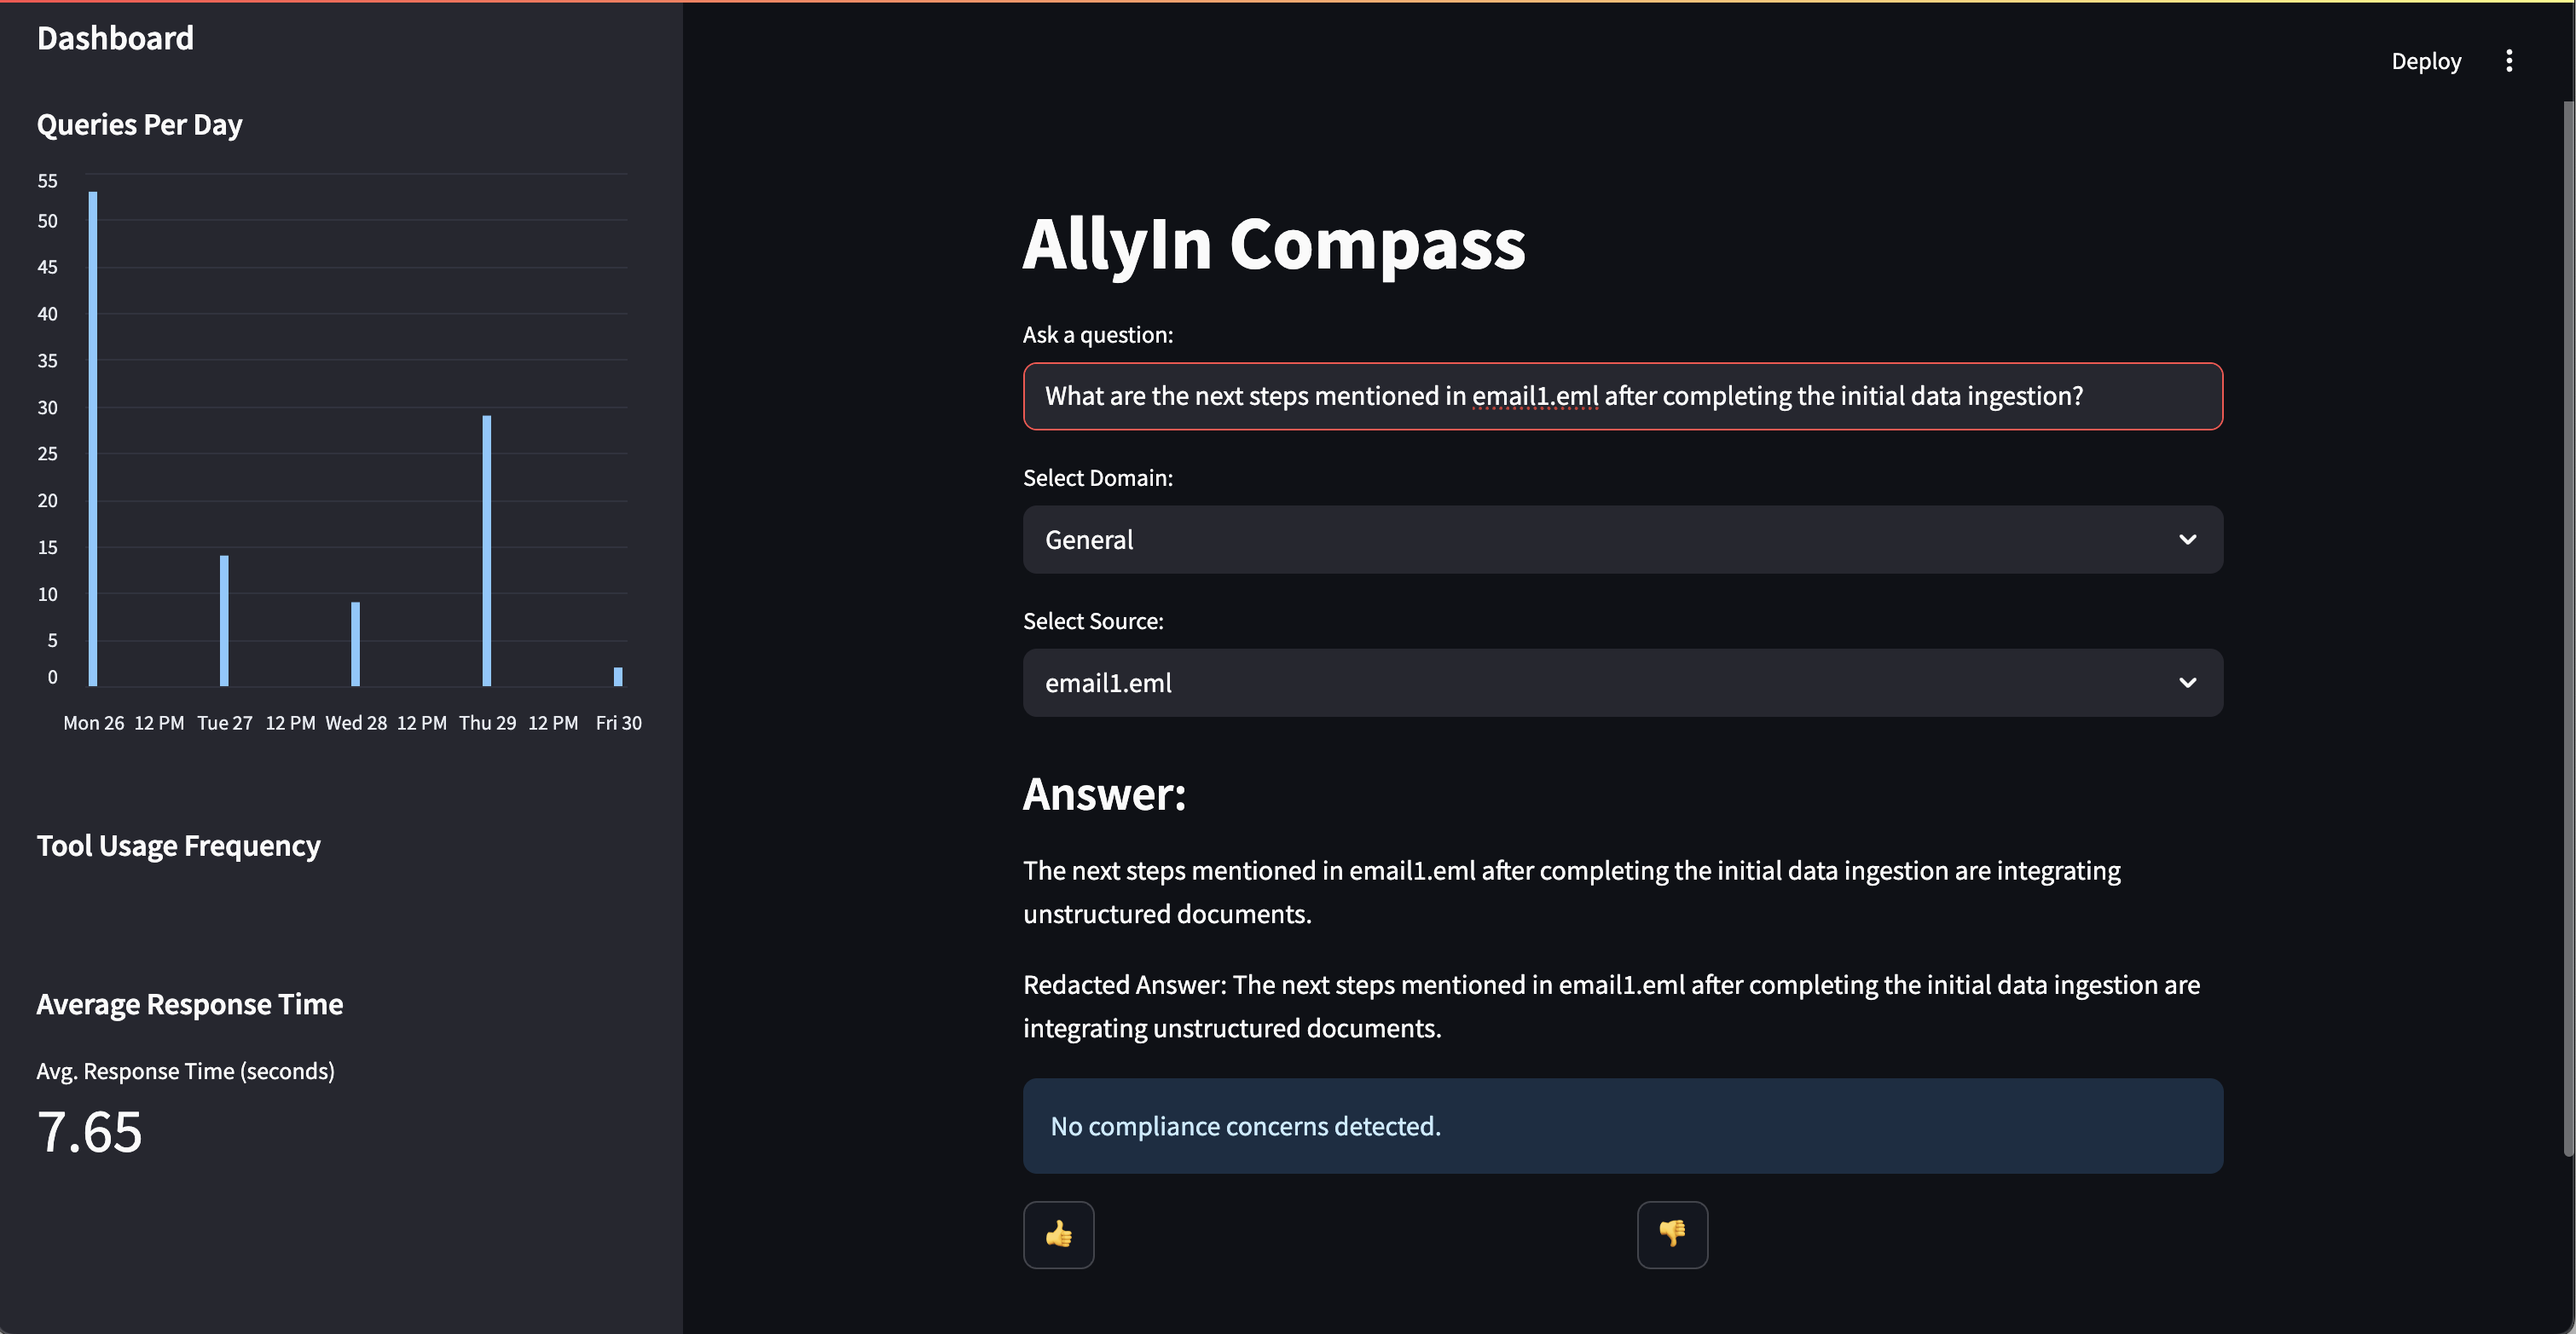 Dashboard
Queries Per Day
55
50
45
40
35
30
25
20
15
10
5
0
Mon 26 12 PM Tue 27 12 PM Wed 28 12 PM Thu 29 12 PM Fri 30
Tool Usage Frequency
Average Response Time
Avg. Response Time (seconds)
7.65
Deploy
AllyIn Compass
Ask a question:
What are the next steps mentioned in email1.eml after completing the initial data ingestion?
Select Domain:
General
Select Source:
email1.eml
Answer:
The next steps mentioned in email1.eml after completing the initial data ingestion are integrating
unstructured documents.
Redacted Answer: The next steps mentioned in email1.eml after completing the initial data ingestion are
integrating unstructured documents.
No compliance concerns detected.